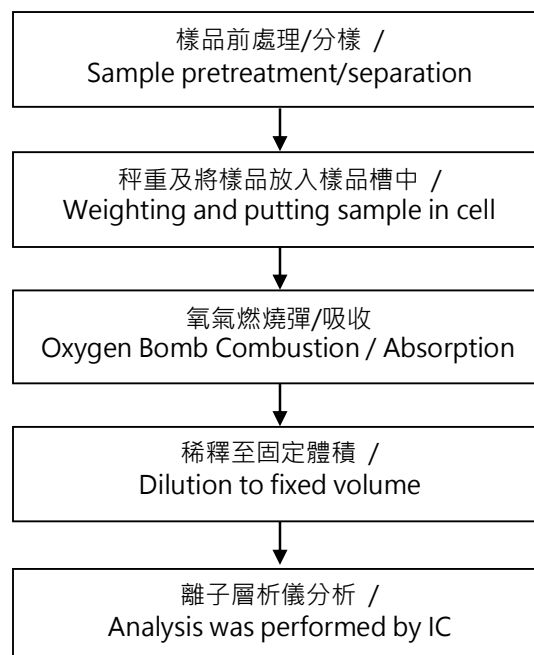 樣品前處理/分樣 /
Sample pretreatment/separation
秤重及將樣品放入樣品槽中 /
Weighting and putting sample in cell
氧氣燃燒彈/吸收
Oxygen Bomb Combustion / Absorption
稀釋至固定體積 /
Dilution to fixed volume
離子層析儀分析 /
Analysis was performed by IC